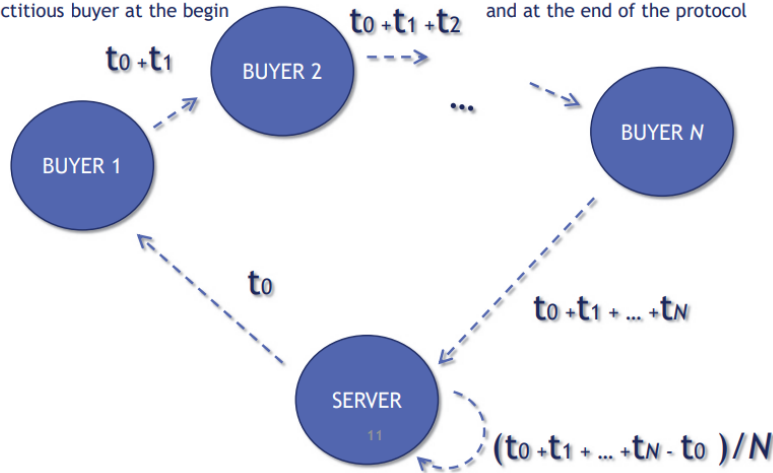 ctitious buyer at the begin and at the end of the protocol
t0 +t1 +t2
t0 +t1
BUYER 2
...
BUYER N
BUYER 1
t0
t0 +t1 + ... +tN
SERVER
11
(t0 +t1 + ... +tN - t0 )/N